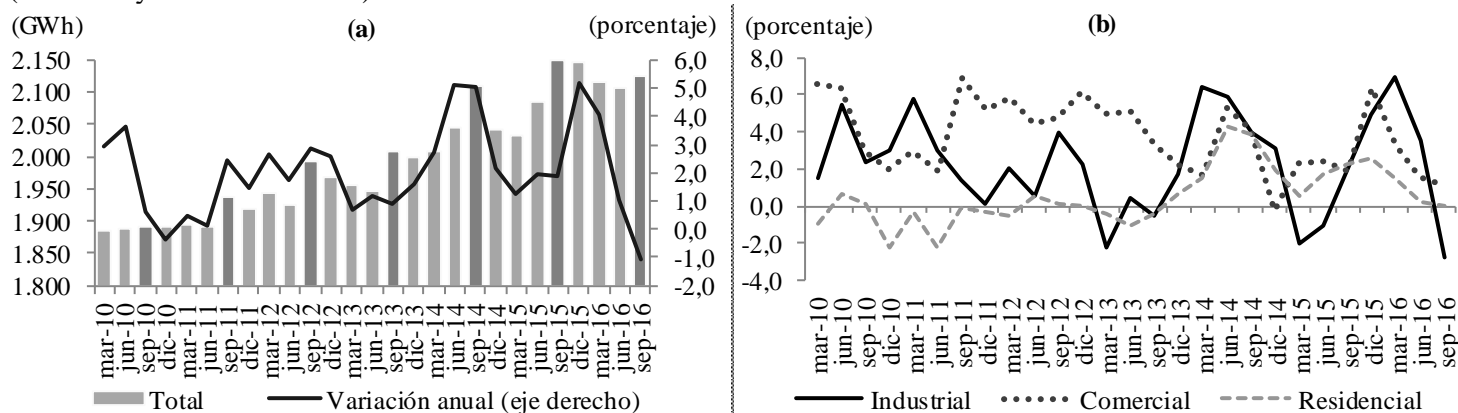 (GWh) (a) (porcentaje)
2.150
2.100
2.050
2.000
1.950
1.900
1.850
1.800
6,0
5,0
4,0
3,0
2,0
1,0
0,0
-1,0
-2,0
mar-10
jun-10
sep-10
dic-10
mar-11
jun-11
sep-11
dic-11
mar-12
jun-12
sep-12
dic-12
mar-13
jun-13
sep-13
dic-13
mar-14
jun-14
sep-14
dic-14
mar-15
jun-15
sep-15
dic-15
mar-16
jun-16
sep-16
Total Variación anual (eje derecho)
(porcentaje) (b)
8,0
6,0
4,0
2,0
0,0
-2,0
-4,0
mar-10
jun-10
sep-10
dic-10
mar-11
jun-11
sep-11
dic-11
mar-12
jun-12
sep-12
dic-12
mar-13
jun-13
sep-13
dic-13
mar-14
jun-14
sep-14
dic-14
mar-15
jun-15
sep-15
dic-15
mar-16
jun-16
sep-16
Industrial Comercial Residencial